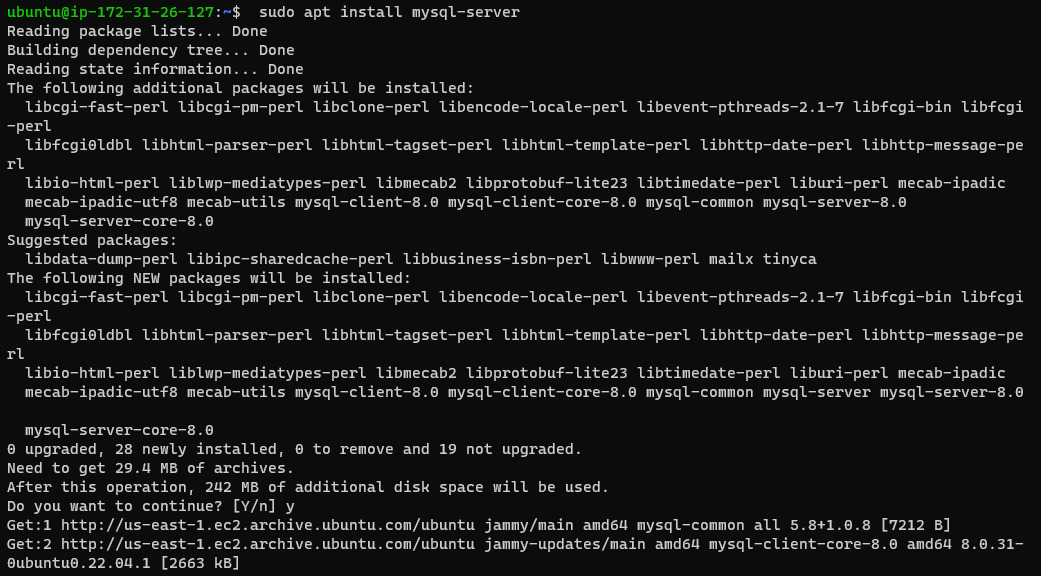 ubuntu@ip-172-31-26-127:~$  sudo apt install mysql-server
Reading package lists... Done
Building dependency tree... Done
Reading state information... Done
The following additional packages will be installed:
  libcgi-fast-perl libcgi-pm-perl libclone-perl libencode-locale-perl libevent-pthreads-2.1-7 libfcgi-bin libfcgi
-perl
  libfcgi0ldbl libhtml-parser-perl libhtml-tagset-perl libhtml-template-perl libhttp-date-perl libhttp-message-pe
rl
  libio-html-perl liblwp-mediatypes-perl libmecab2 libprotobuf-lite23 libtimedate-perl liburi-perl mecab-ipadic
  mecab-ipadic-utf8 mecab-utils mysql-client-8.0 mysql-client-core-8.0 mysql-common mysql-server-8.0
  mysql-server-core-8.0
Suggested packages:
  libdata-dump-perl libipc-sharedcache-perl libbusiness-isbn-perl libwww-perl mailx tinyca
The following NEW packages will be installed:
  libcgi-fast-perl libcgi-pm-perl libclone-perl libencode-locale-perl libevent-pthreads-2.1-7 libfcgi-bin libfcgi
-perl
  libfcgi0ldbl libhtml-parser-perl libhtml-tagset-perl libhtml-template-perl libhttp-date-perl libhttp-message-pe
rl
  libio-html-perl liblwp-mediatypes-perl libmecab2 libprotobuf-lite23 libtimedate-perl liburi-perl mecab-ipadic
  mecab-ipadic-utf8 mecab-utils mysql-client-8.0 mysql-client-core-8.0 mysql-common mysql-server mysql-server-8.0
  mysql-server-core-8.0
0 upgraded, 28 newly installed, 0 to remove and 19 not upgraded.
Need to get 29.4 MB of archives.
After this operation, 242 MB of additional disk space will be used.
Do you want to continue? [Y/n] y
Get:1 http://us-east-1.ec2.archive.ubuntu.com/ubuntu jammy/main amd64 mysql-common all 5.8+1.0.8 [7212 B]
Get:2 http://us-east-1.ec2.archive.ubuntu.com/ubuntu jammy-updates/main amd64 mysql-client-core-8.0 amd64 8.0.31-
0ubuntu0.22.04.1 [2663 kB]